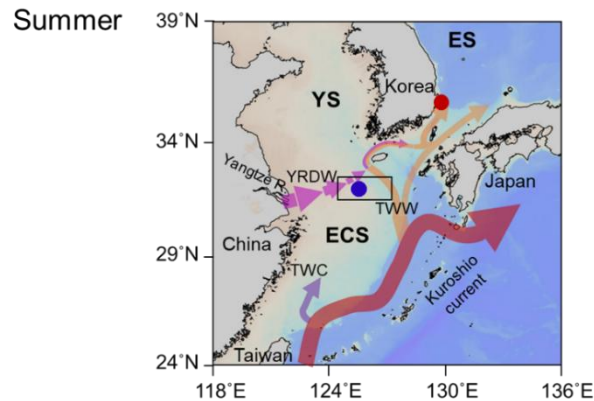 Summer
39°N
ES
Korea
YS
34°N
Yangtze R.
YRDW
Japan
TWW
China
ECS
29°N
TWC
Kuroshio
current
Taiwan
24°N
118°E
124°E
130°E
136°E